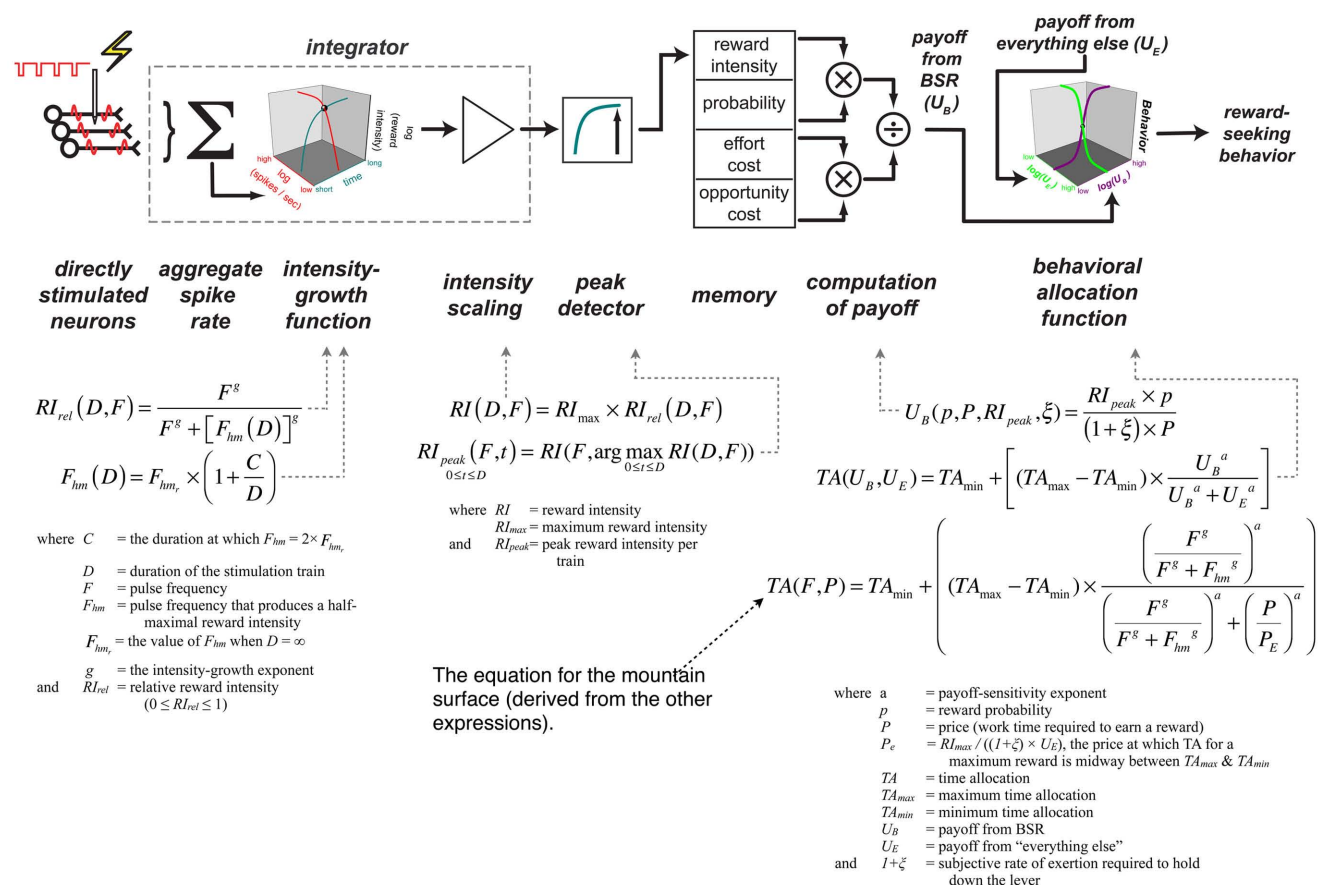 integrator
log
(reward
intensity)
high
log
(spikes / sec)
low
short
time
long
reward
intensity
probability
effort
cost
opportunity
cost
×
×
÷
payoff
from
BSR
(U_B)
payoff from
everything else (U_E)
Behavior
low
log(U_E)
high
low
log(U_B)
high
reward-
seeking
behavior
directly
stimulated
neurons
aggregate
spike
rate
intensity-
growth
function
intensity
scaling
peak
detector
memory
computation
of payoff
behavioral
allocation
function
RI_rel(D,F) = F^g / (F^g + [F_hm(D)]^g)
F_hm(D) = F_hm_r × (1 + C/D)
where C = the duration at which F_hm = 2× F_hm_r
D = duration of the stimulation train
F = pulse frequency
F_hm = pulse frequency that produces a half-
maximal reward intensity
F_hm_r = the value of F_hm when D = ∞
g = the intensity-growth exponent
and RI_rel = relative reward intensity
(0 ≤ RI_rel ≤ 1)
RI(D,F) = RI_max × RI_rel(D,F)
RI_peak(F,t) = RI(F, arg max RI(D,F))
0≤t≤D 0≤t≤D
where RI = reward intensity
RI_max = maximum reward intensity
and RI_peak = peak reward intensity per
train
The equation for the mountain
surface (derived from the other
expressions).
U_B(p,P,RI_peak,ξ) = (RI_peak × p) / ((1+ξ) × P)
TA(U_B,U_E) = TA_min + [(TA_max − TA_min) × U_B^a / (U_B^a + U_E^a)]
TA(F,P) = TA_min + ((TA_max − TA_min) × (F^g / (F^g + F_hm^g))^a / ((F^g / (F^g + F_hm^g))^a + (P / P_E)^a))
where a = payoff-sensitivity exponent
p = reward probability
P = price (work time required to earn a reward)
P_e = RI_max / ((1+ξ) × U_E), the price at which TA for a
maximum reward is midway between TA_max & TA_min
TA = time allocation
TA_max = maximum time allocation
TA_min = minimum time allocation
U_B = payoff from BSR
U_E = payoff from “everything else”
and 1+ξ = subjective rate of exertion required to hold
down the lever